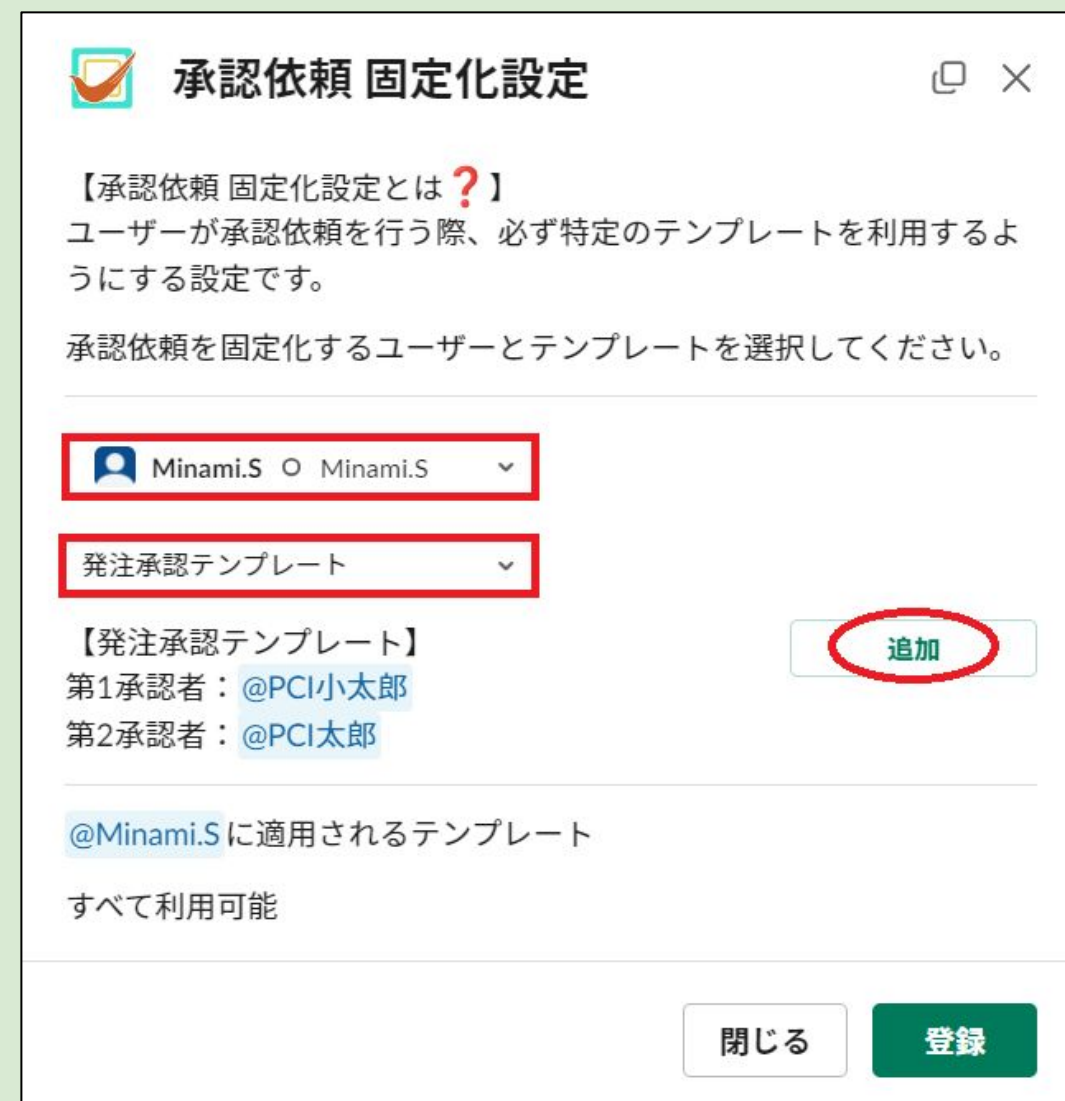 承認依頼 固定化設定
【承認依頼 固定化設定とは❓】
ユーザーが承認依頼を行う際、必ず特定のテンプレートを利用するよ
うにする設定です。
承認依頼を固定化するユーザーとテンプレートを選択してください。
Minami.S Minami.S
発注承認テンプレート
【発注承認テンプレート】
追加
第1承認者：@PCI小太郎
第2承認者：@PCI太郎
@Minami.Sに適用されるテンプレート
すべて利用可能
閉じる
登録